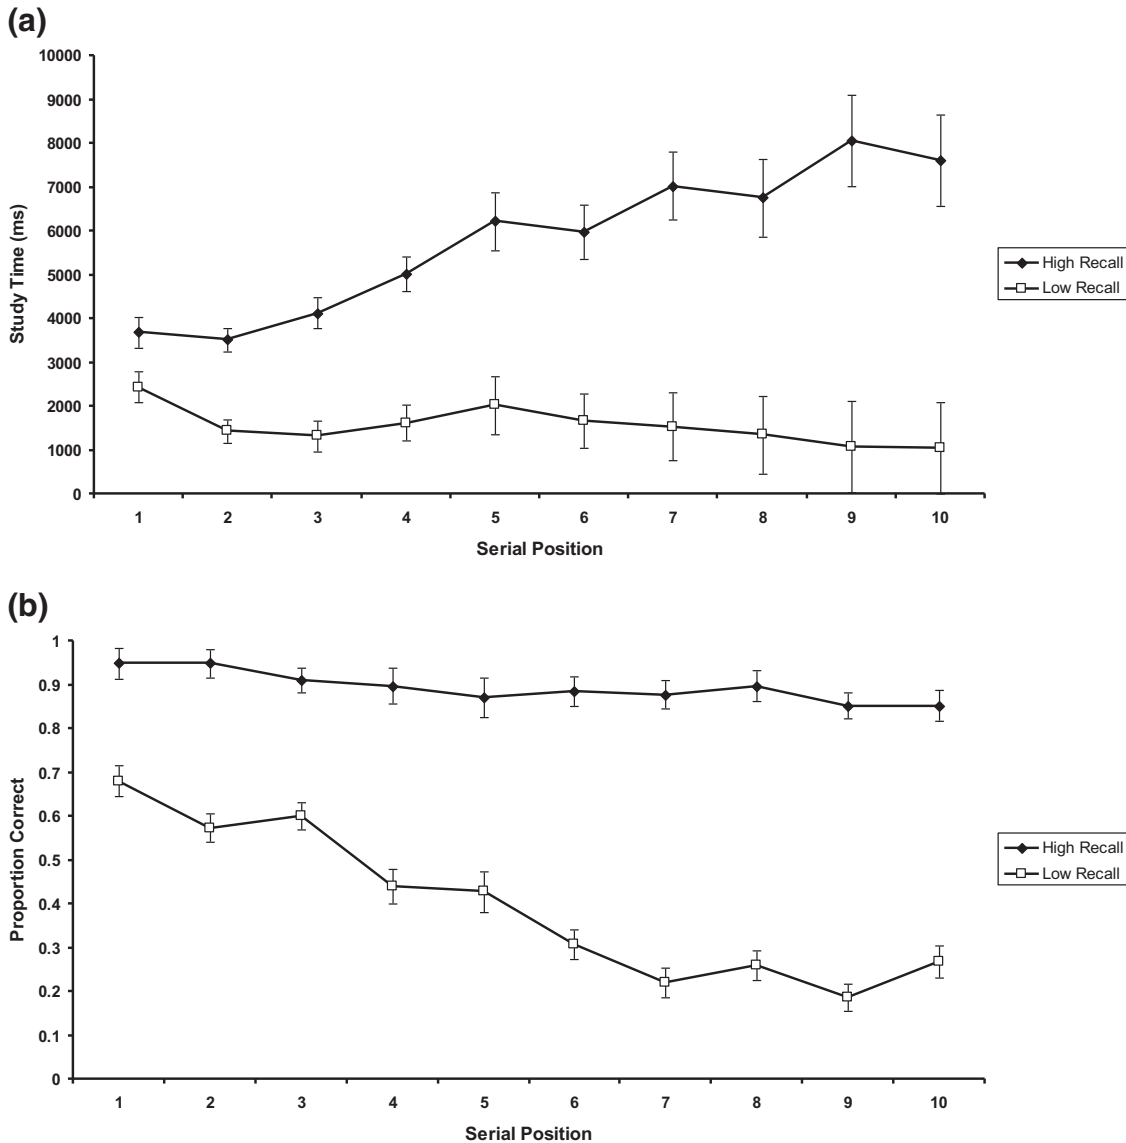 (a)
10000
9000
8000
7000
6000
5000
4000
3000
2000
1000
0
Study Time (ms)
1 2 3 4 5 6 7 8 9 10
Serial Position
High Recall
Low Recall
(b)
1
0.9
0.8
0.7
0.6
0.5
0.4
0.3
0.2
0.1
0
Proportion Correct
1 2 3 4 5 6 7 8 9 10
Serial Position
High Recall
Low Recall